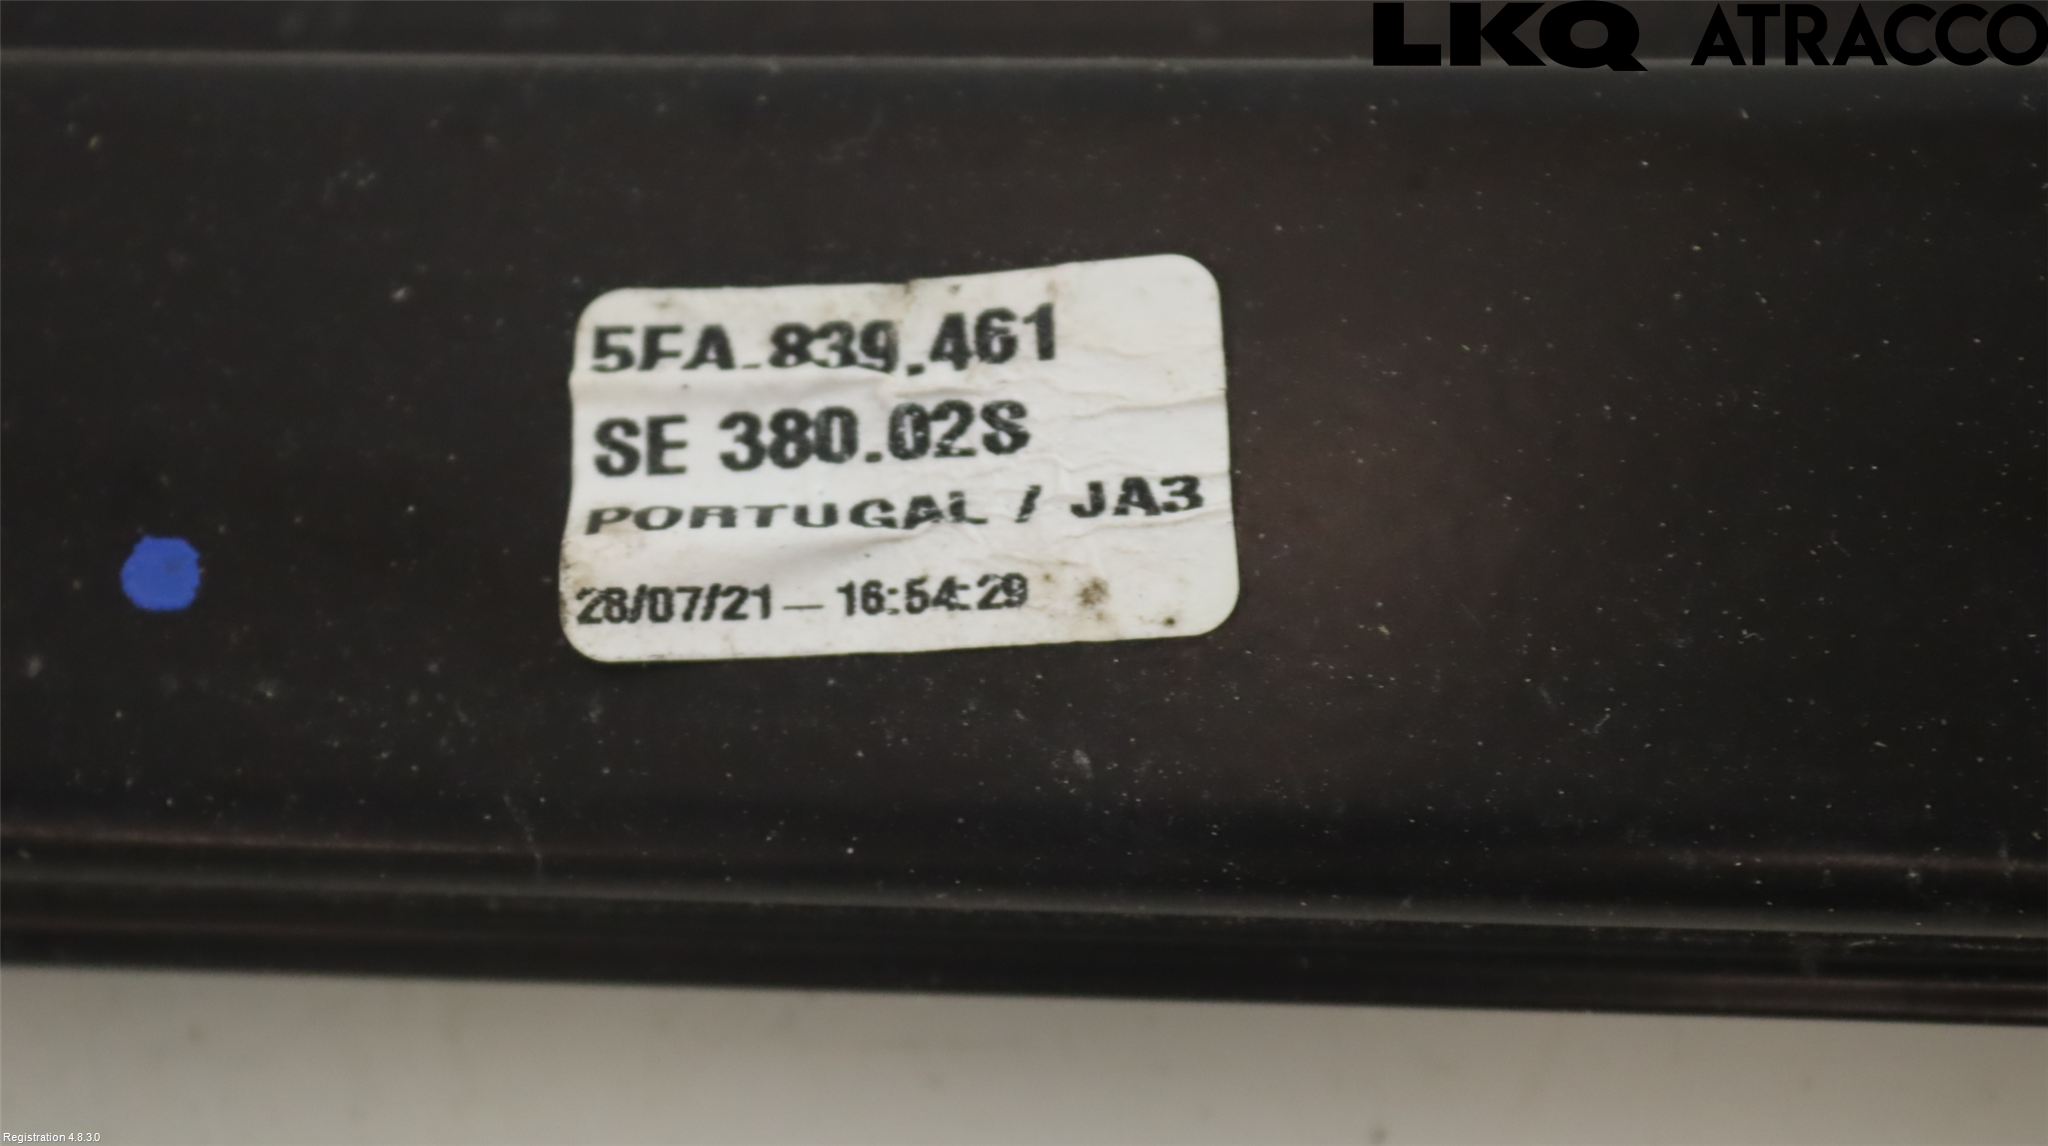 LKQ ATRACCO
5FA.839.461
SE 380.02S
PORTUGAL / JA3
28/07/21 — 16:54:29
Registration 4.8.3.0